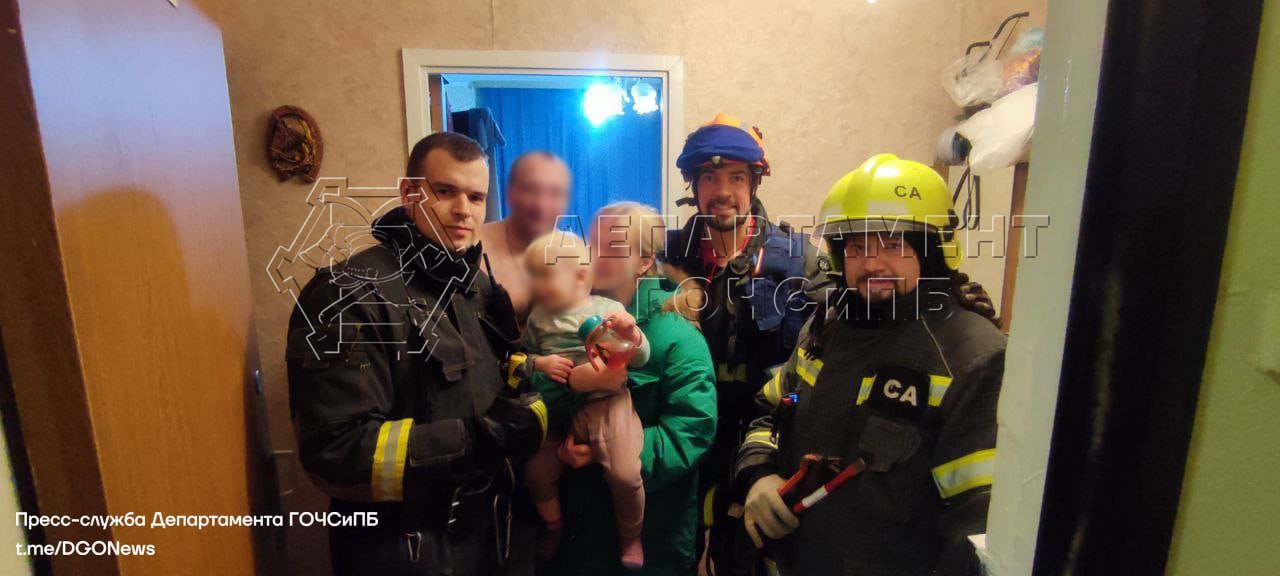 СА
ДЕПАРТАМЕНТ
ГОЧСиПБ
СА
Пресс-служба Департамента ГОЧСиПБ
t.me/DGONews